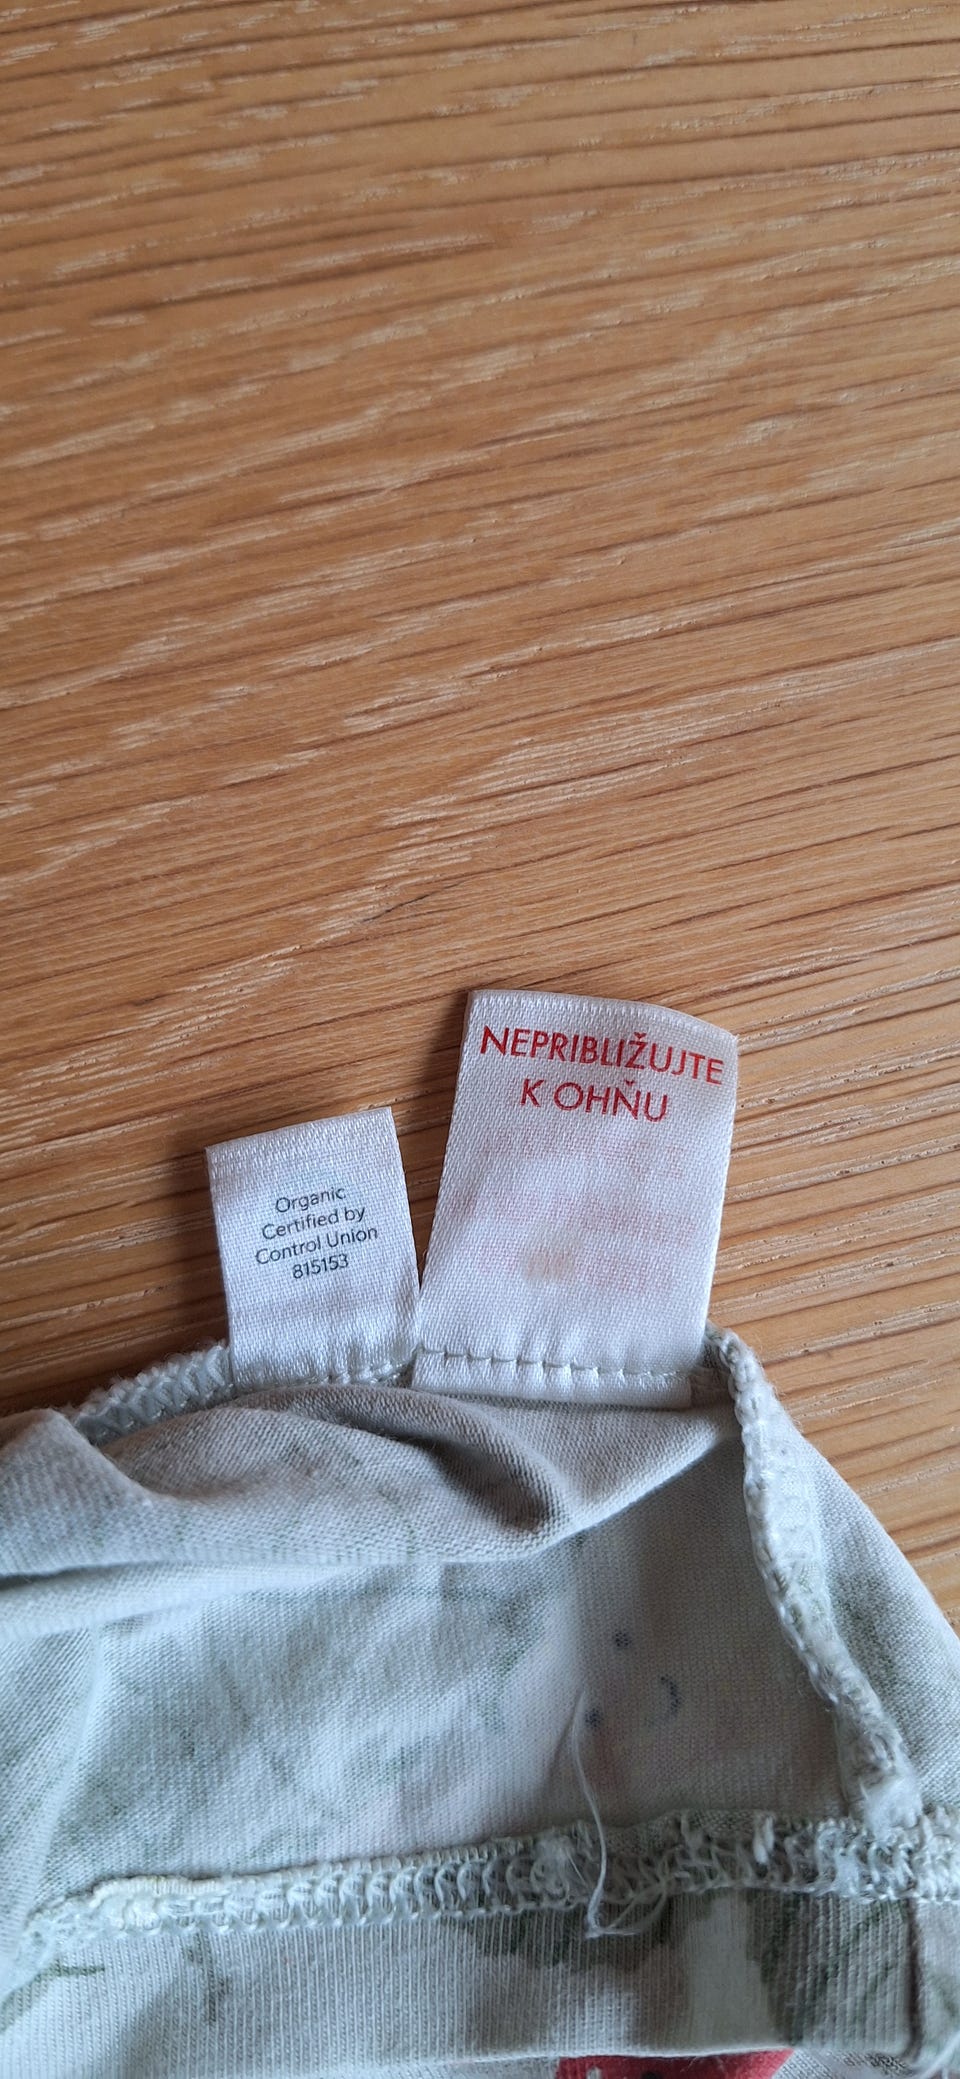 Organic
Certified by
Control Union
815153
NEPRIBLIŽUJTE
K OHŇU